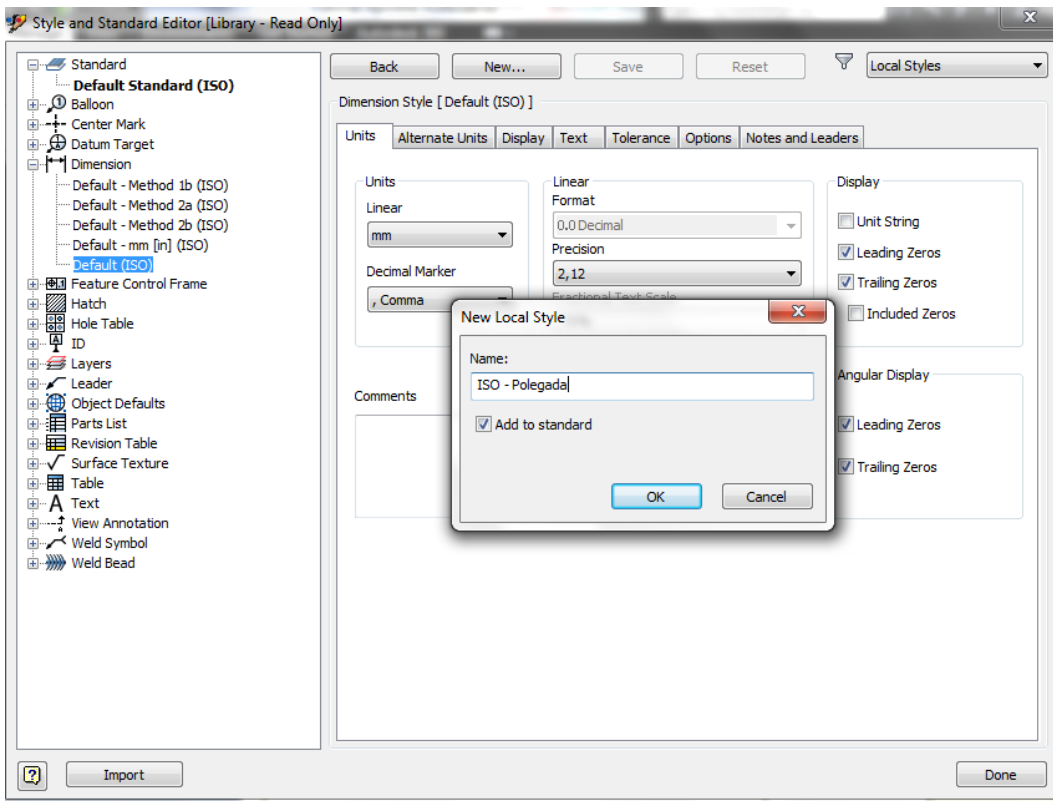 Style and Standard Editor [Library - Read Only]
Standard
Default Standard (ISO)
Balloon
Center Mark
Datum Target
Dimension
Default - Method 1b (ISO)
Default - Method 2a (ISO)
Default - Method 2b (ISO)
Default - mm [in] (ISO)
Default (ISO)
Feature Control Frame
Hatch
Hole Table
ID
Layers
Leader
Object Defaults
Parts List
Revision Table
Surface Texture
Table
Text
View Annotation
Weld Symbol
Weld Bead
Back New... Save Reset Local Styles
Dimension Style [ Default (ISO) ]
Units Alternate Units Display Text Tolerance Options Notes and Leaders
Units
Linear
mm
Decimal Marker
, Comma
Linear
Format
0.0 Decimal
Precision
2,12
Fractional Text Scale
Display
Unit String
Leading Zeros
Trailing Zeros
Included Zeros
Comments
Angular Display
Leading Zeros
Trailing Zeros
New Local Style
Name:
ISO - Polegada
Add to standard
OK Cancel
Import Done